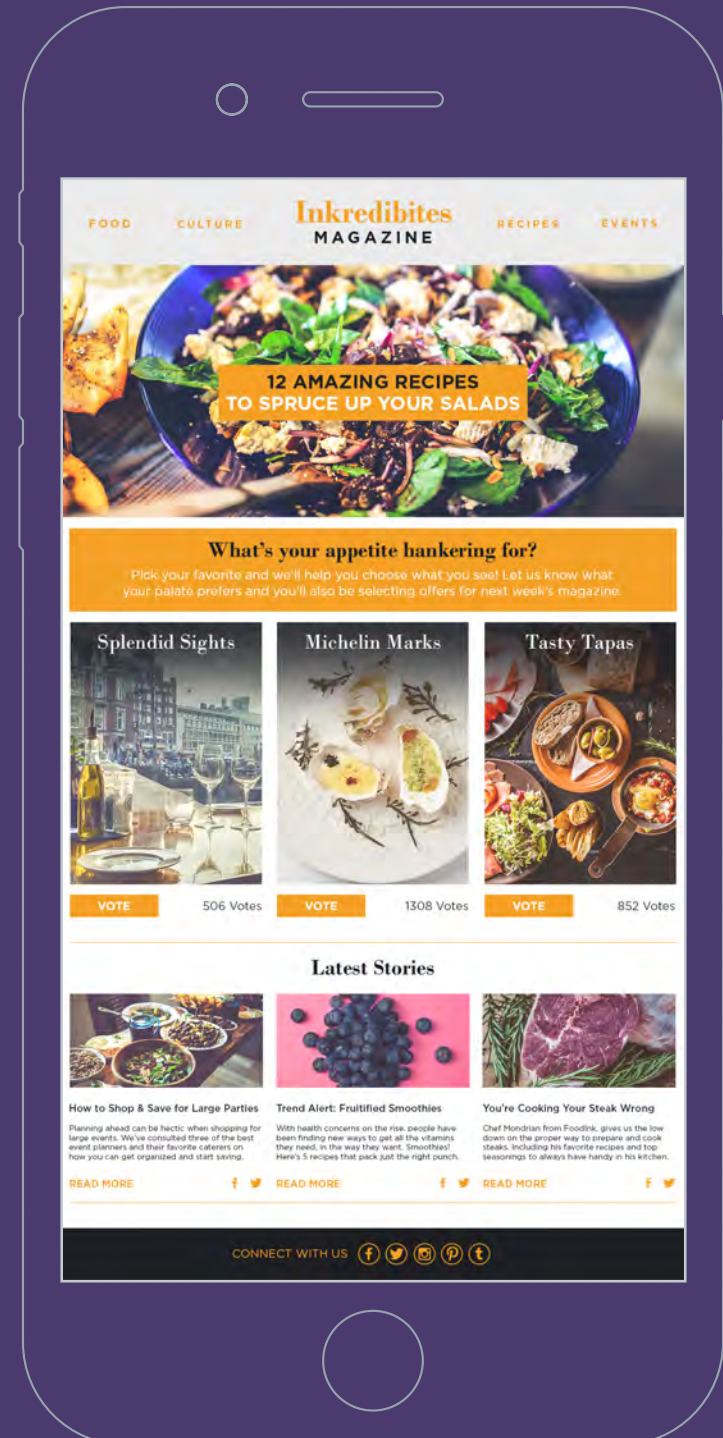 FOOD
CULTURE
Inkredibites
MAGAZINE
RECIPES
EVENTS
12 AMAZING RECIPES
TO SPRUCE UP YOUR SALADS
What's your appetite hankering for?
Pick your favorite and we'll help you choose what you see! Let us know what
your palate prefers and you'll also be selecting offers for next week's magazine.
Splendid Sights
Michelin Marks
Tasty Tapas
VOTE
506 Votes
VOTE
1308 Votes
VOTE
852 Votes
Latest Stories
How to Shop & Save for Large Parties
Planning ahead can be hectic when shopping for
large events. We've consulted three of the best
event planners and their favorite caterers on
how you can get organized and start saving.
READ MORE
Trend Alert: Fruitified Smoothies
With health concerns on the rise, people have
been finding new ways to get all the vitamins
they need, in the way they want. Smoothies!
Here's 5 recipes that pack just the right punch.
READ MORE
You're Cooking Your Steak Wrong
Chef Mondrian from FoodInk, gives us the low
down on the proper way to prepare and cook
steaks. Including his favorite recipes and top
seasonings to always have handy in his kitchen.
READ MORE
CONNECT WITH US